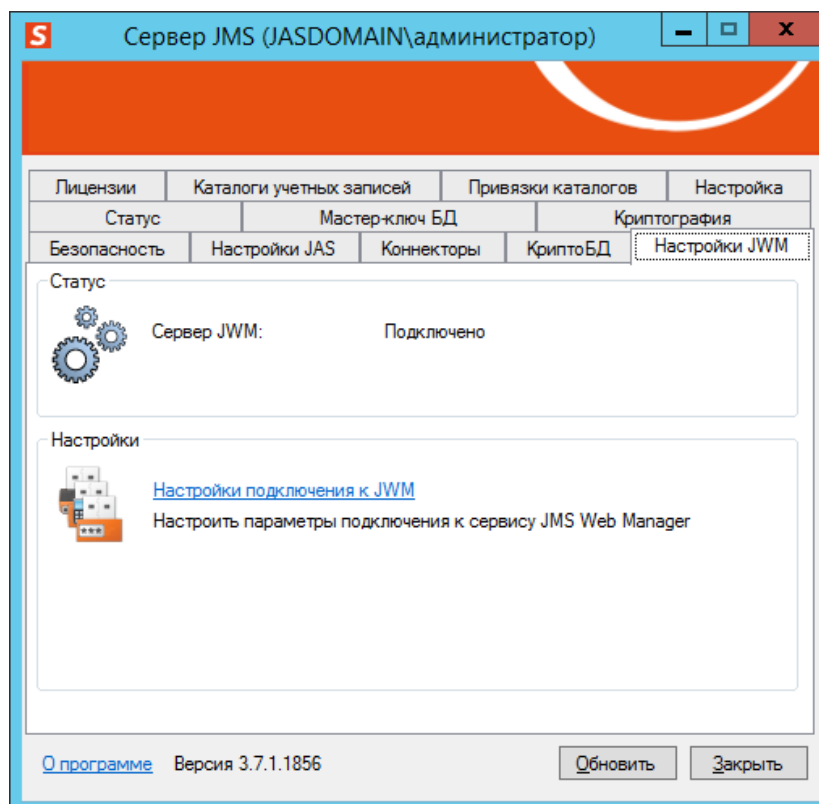 S Сервер JMS (JASDOMAIN\администратор)
Лицензии Каталоги учетных записей Привязки каталогов Настройка
Статус Мастер-ключ БД Криптография
Безопасность Настройки JAS Коннекторы КриптоБД Настройки JWM
Статус
Сервер JWM: Подключено
Настройки
***
Настройки подключения к JWM
Настроить параметры подключения к сервису JMS Web Manager
О программе Версия 3.7.1.1856 Обновить Закрыть